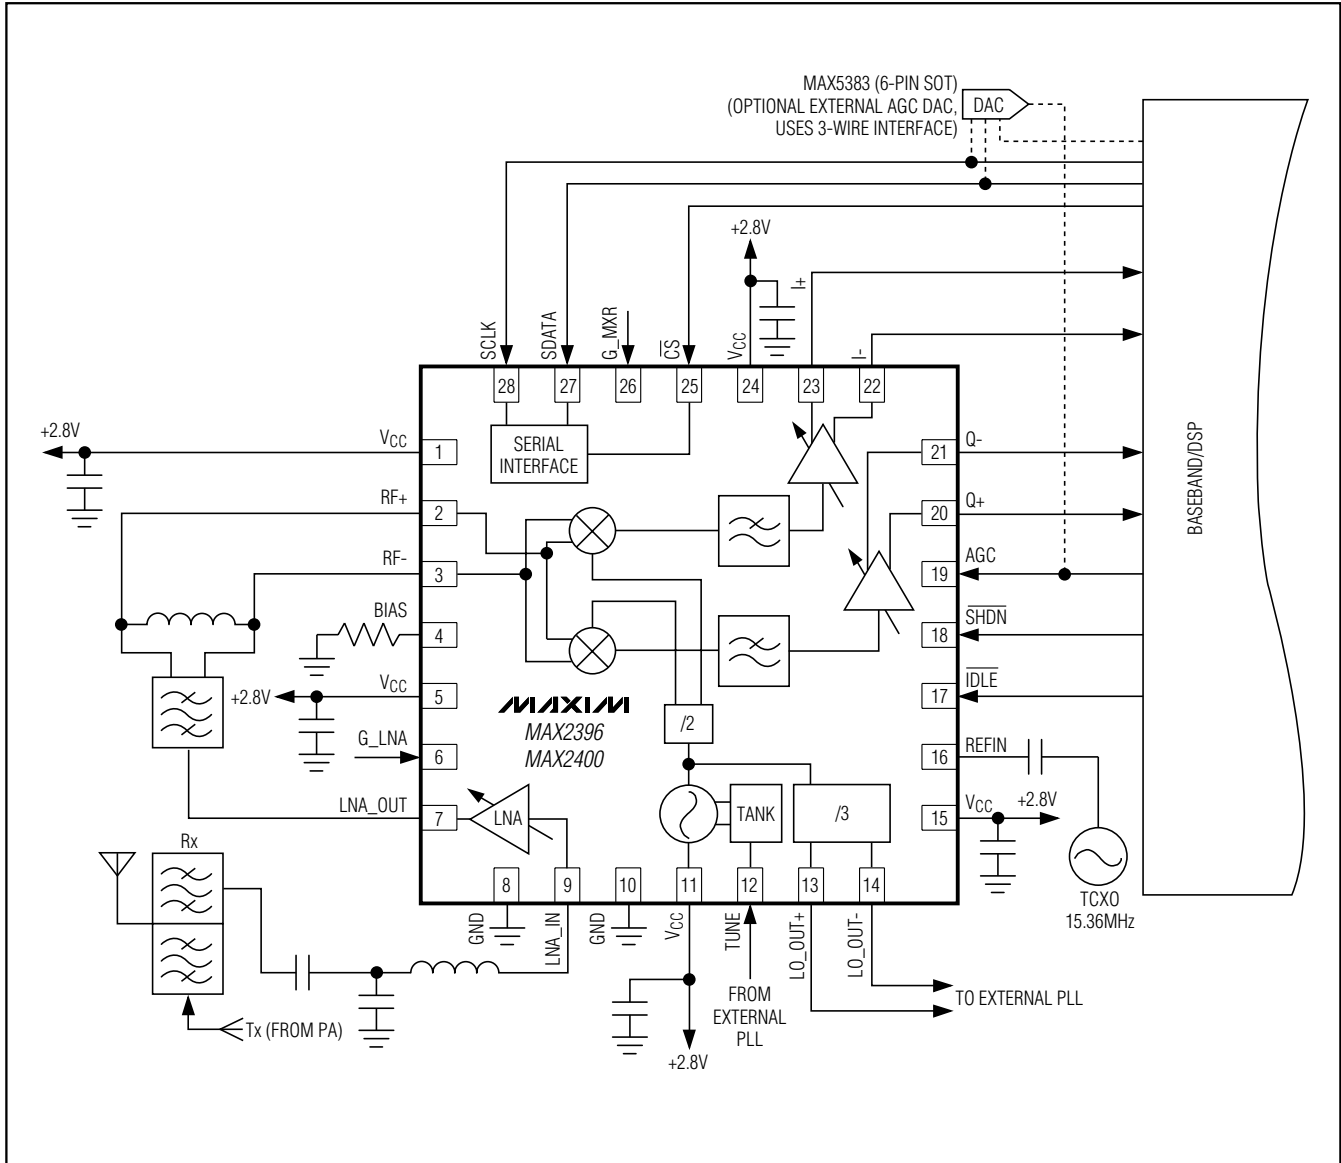 MAX5383 (6-PIN SOT)
(OPTIONAL EXTERNAL AGC DAC,
USES 3-WIRE INTERFACE)
DAC
+2.8V
I+
SCLK
SDATA
G_MXR
CS
VCC
I-
28
27
26
25
24
23
22
SERIAL
INTERFACE
+2.8V
VCC
1
RF+
2
RF-
3
BIAS
4
+2.8V
VCC
5
G_LNA
6
LNA_OUT
7
21
Q-
20
Q+
19
AGC
18
SHDN
17
IDLE
16
REFIN
15
VCC
+2.8V
BASEBAND/DSP
MAXIM
MAX2396
MAX2400
/2
LNA
TANK
/3
8
9
10
11
12
13
14
GND
LNA_IN
GND
VCC
TUNE
LO_OUT+
LO_OUT-
TCXO
15.36MHz
Rx
Tx (FROM PA)
+2.8V
FROM
EXTERNAL
PLL
TO EXTERNAL PLL